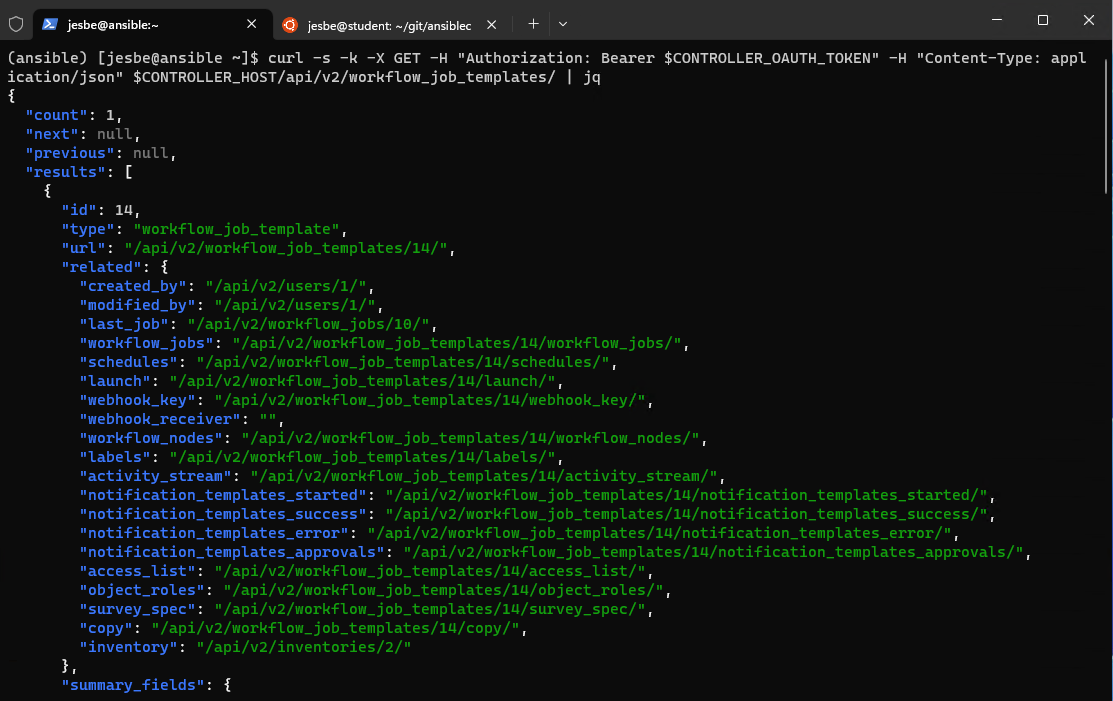 jesbe@ansible:~
jesbe@student: ~/git/ansiblec
(ansible) [jesbe@ansible ~]$ curl -s -k -X GET -H "Authorization: Bearer $CONTROLLER_OAUTH_TOKEN" -H "Content-Type: appl
ication/json" $CONTROLLER_HOST/api/v2/workflow_job_templates/ | jq
{
  "count": 1,
  "next": null,
  "previous": null,
  "results": [
    {
      "id": 14,
      "type": "workflow_job_template",
      "url": "/api/v2/workflow_job_templates/14/",
      "related": {
        "created_by": "/api/v2/users/1/",
        "modified_by": "/api/v2/users/1/",
        "last_job": "/api/v2/workflow_jobs/10/",
        "workflow_jobs": "/api/v2/workflow_job_templates/14/workflow_jobs/",
        "schedules": "/api/v2/workflow_job_templates/14/schedules/",
        "launch": "/api/v2/workflow_job_templates/14/launch/",
        "webhook_key": "/api/v2/workflow_job_templates/14/webhook_key/",
        "webhook_receiver": "",
        "workflow_nodes": "/api/v2/workflow_job_templates/14/workflow_nodes/",
        "labels": "/api/v2/workflow_job_templates/14/labels/",
        "activity_stream": "/api/v2/workflow_job_templates/14/activity_stream/",
        "notification_templates_started": "/api/v2/workflow_job_templates/14/notification_templates_started/",
        "notification_templates_success": "/api/v2/workflow_job_templates/14/notification_templates_success/",
        "notification_templates_error": "/api/v2/workflow_job_templates/14/notification_templates_error/",
        "notification_templates_approvals": "/api/v2/workflow_job_templates/14/notification_templates_approvals/",
        "access_list": "/api/v2/workflow_job_templates/14/access_list/",
        "object_roles": "/api/v2/workflow_job_templates/14/object_roles/",
        "survey_spec": "/api/v2/workflow_job_templates/14/survey_spec/",
        "copy": "/api/v2/workflow_job_templates/14/copy/",
        "inventory": "/api/v2/inventories/2/"
      },
      "summary_fields": {